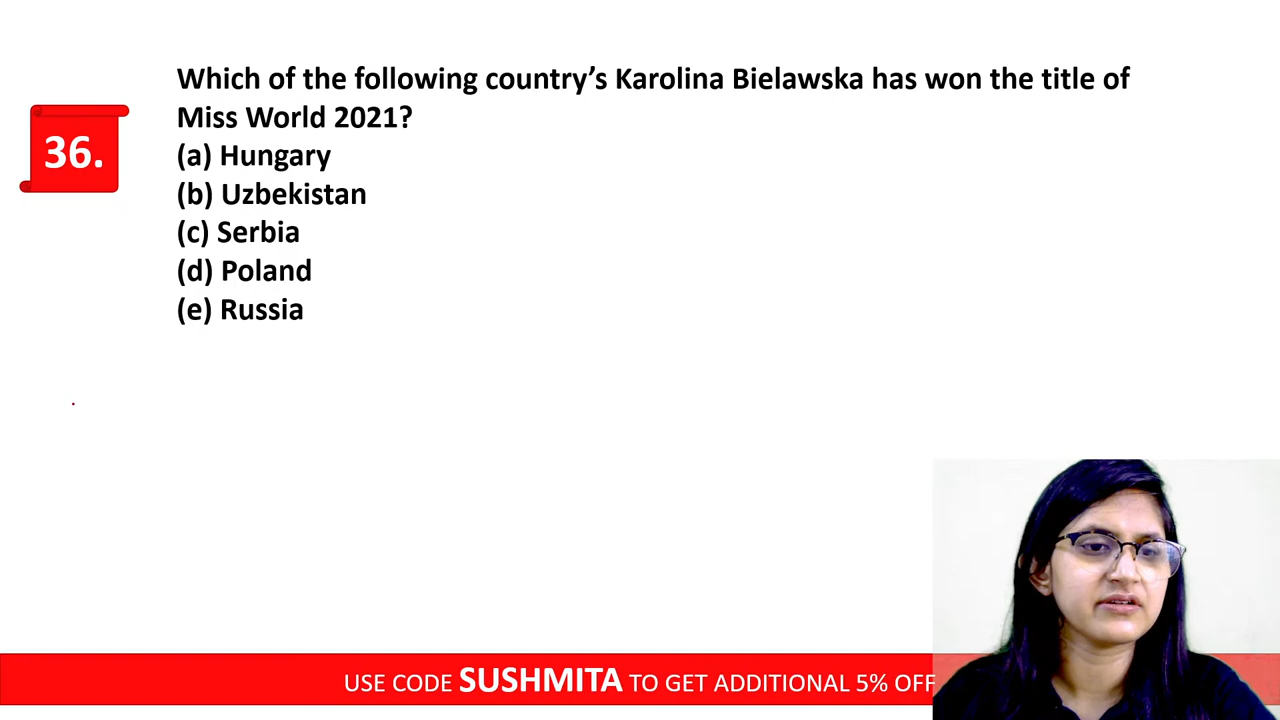 Which of the following country’s Karolina Bielawska has won the title of
Miss World 2021?
36.
(a) Hungary
(b) Uzbekistan
(c) Serbia
(d) Poland
(e) Russia
USE CODE SUSHMITA TO GET ADDITIONAL 5% OFF